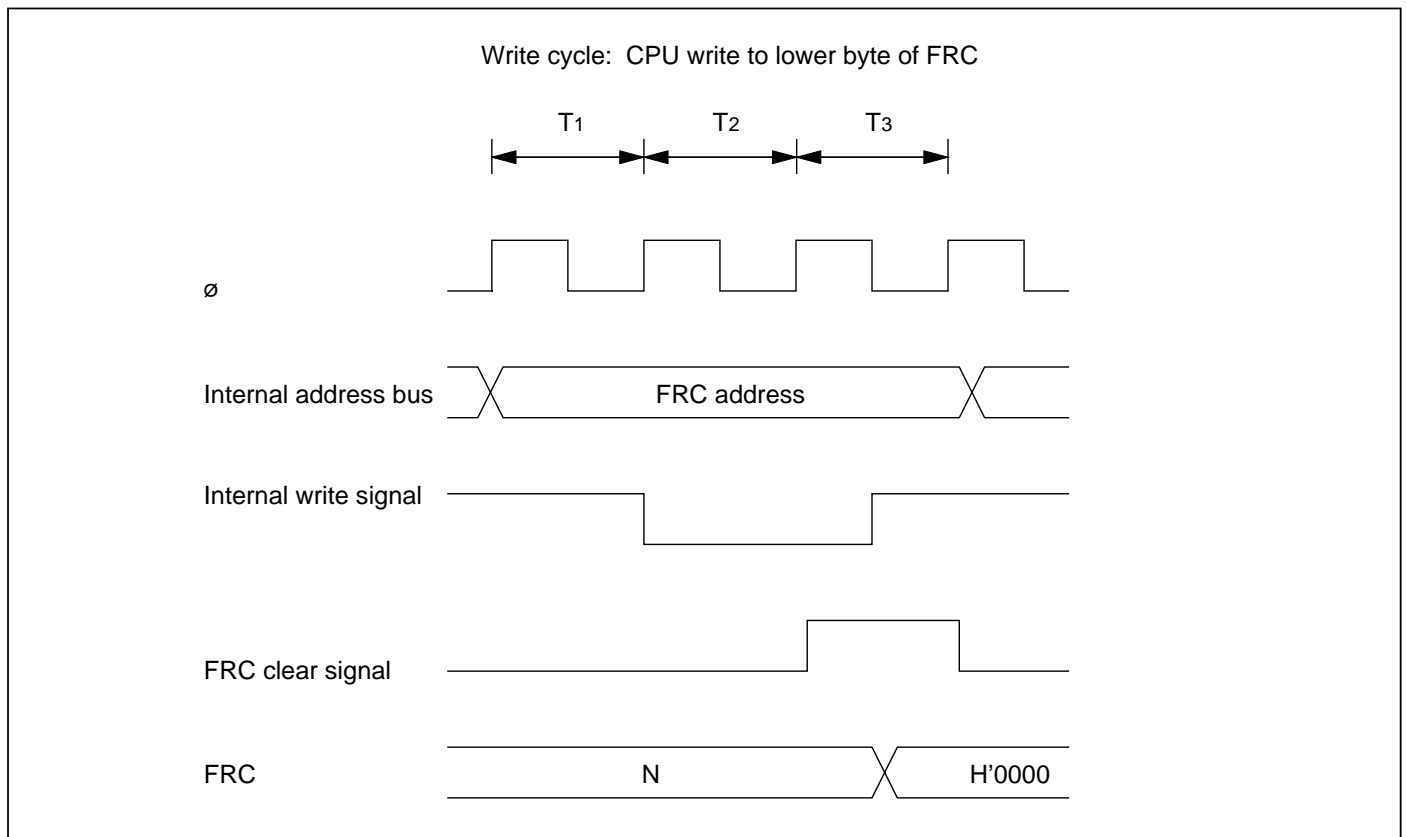 Write cycle: CPU write to lower byte of FRC
T1 T2 T3
ø
Internal address bus FRC address
Internal write signal
FRC clear signal
FRC N H'0000